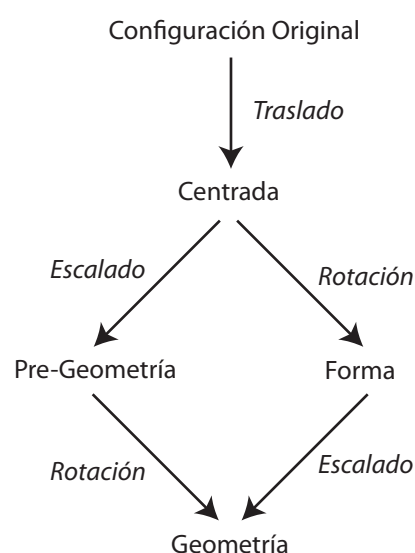 Configuración Original
Traslado
Centrada
Escalado
Rotación
Pre-Geometría
Forma
Rotación
Escalado
Geometría